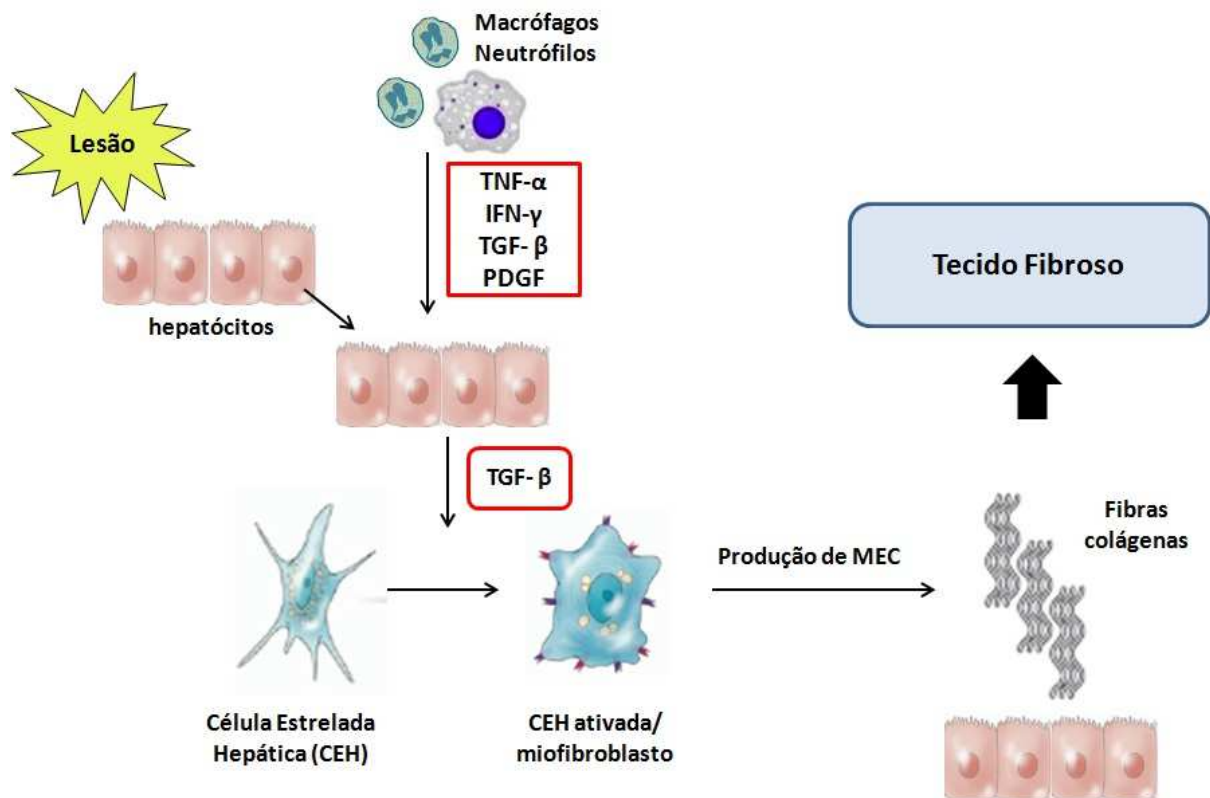 Macrófagos
Neutrófilos
Lesão
TNF-α
IFN-γ
TGF- β
PDGF
hepatócitos
Tecido Fibroso
TGF- β
Fibras
colágenas
Produção de MEC
Célula Estrelada
Hepática (CEH)
CEH ativada/
miofibroblasto